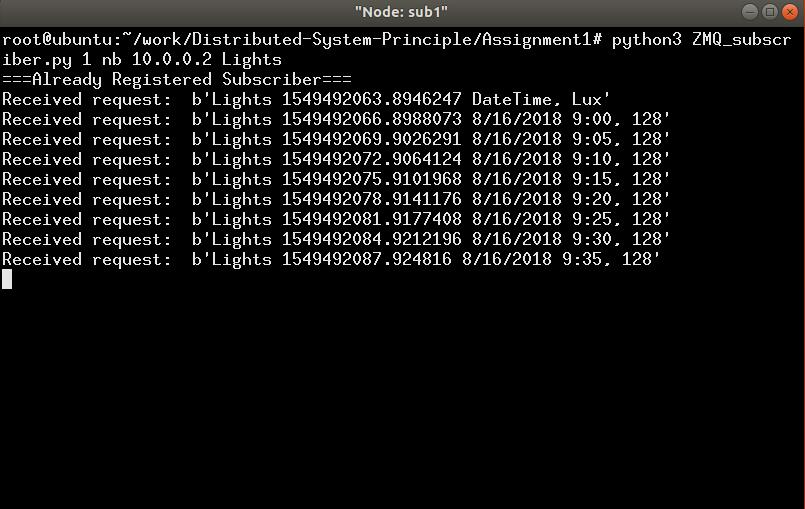 "Node: sub1"
root@ubuntu:~/work/Distributed-System-Principle/Assignment1# python3 ZMQ_subscr
iber.py 1 nb 10.0.0.2 Lights
===Already Registered Subscriber===
Received request:  b'Lights 1549492063.8946247 DateTime, Lux'
Received request:  b'Lights 1549492066.8988073 8/16/2018 9:00, 128'
Received request:  b'Lights 1549492069.9026291 8/16/2018 9:05, 128'
Received request:  b'Lights 1549492072.9064124 8/16/2018 9:10, 128'
Received request:  b'Lights 1549492075.9101968 8/16/2018 9:15, 128'
Received request:  b'Lights 1549492078.9141176 8/16/2018 9:20, 128'
Received request:  b'Lights 1549492081.9177408 8/16/2018 9:25, 128'
Received request:  b'Lights 1549492084.9212196 8/16/2018 9:30, 128'
Received request:  b'Lights 1549492087.924816 8/16/2018 9:35, 128'